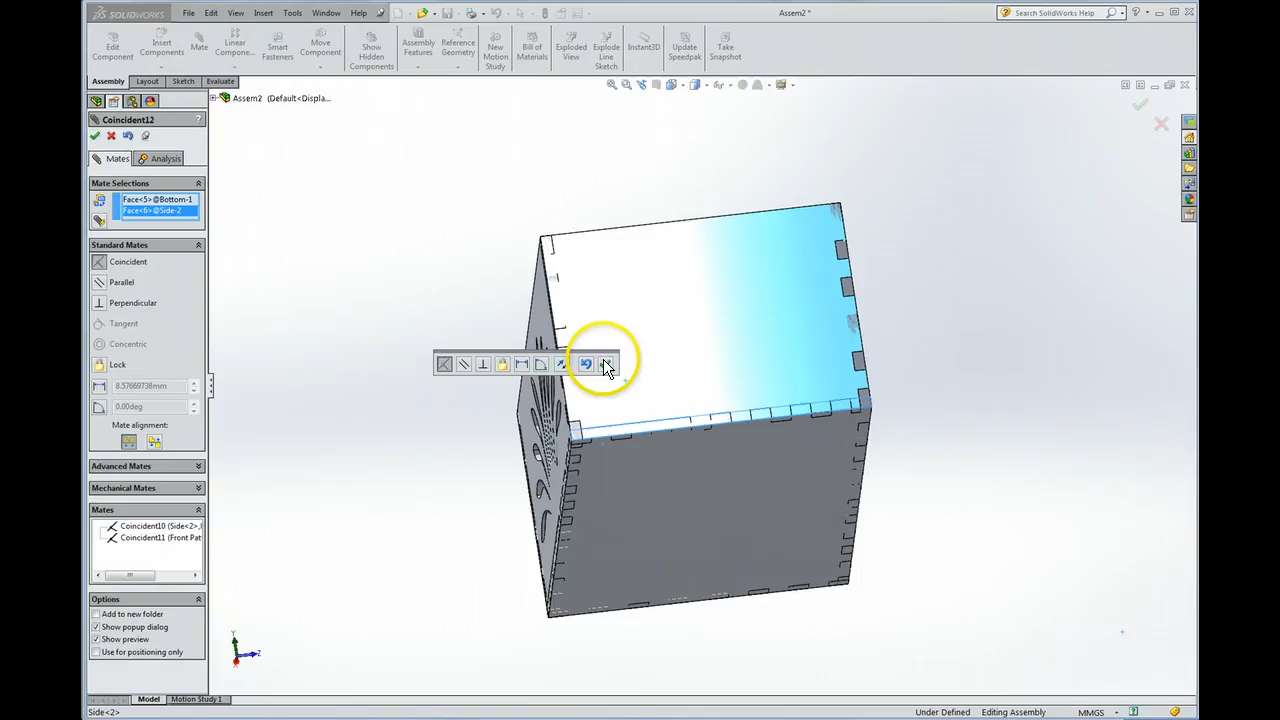 SOLIDWORKS File Edit View Insert Tools Window Help Assem2 * Search SolidWorks Help
Edit Component
Insert Components
Mate
Linear Compone...
Smart Fasteners
Move Component
Show Hidden Components
Assembly Features
Reference Geometry
New Motion Study
Bill of Materials
Exploded View
Explode Line Sketch
Instant3D
Update Speedpak
Take Snapshot
Assembly Layout Sketch Evaluate
Assem2 (Default<Displa...
Coincident12 ?
Mates Analysis
Mate Selections
Face<5>@Bottom-1
Face<6>@Side-2
Standard Mates
Coincident
Parallel
Perpendicular
Tangent
Concentric
Lock
8.57669738mm
0.00deg
Mate alignment:
Advanced Mates
Mechanical Mates
Mates
Coincident10 (Side<2>,
Coincident11 (Front Pat
Options
Add to new folder
Show popup dialog
Show preview
Use for positioning only
Y
Z
Model Motion Study 1
Side<2> Under Defined Editing Assembly MMGS